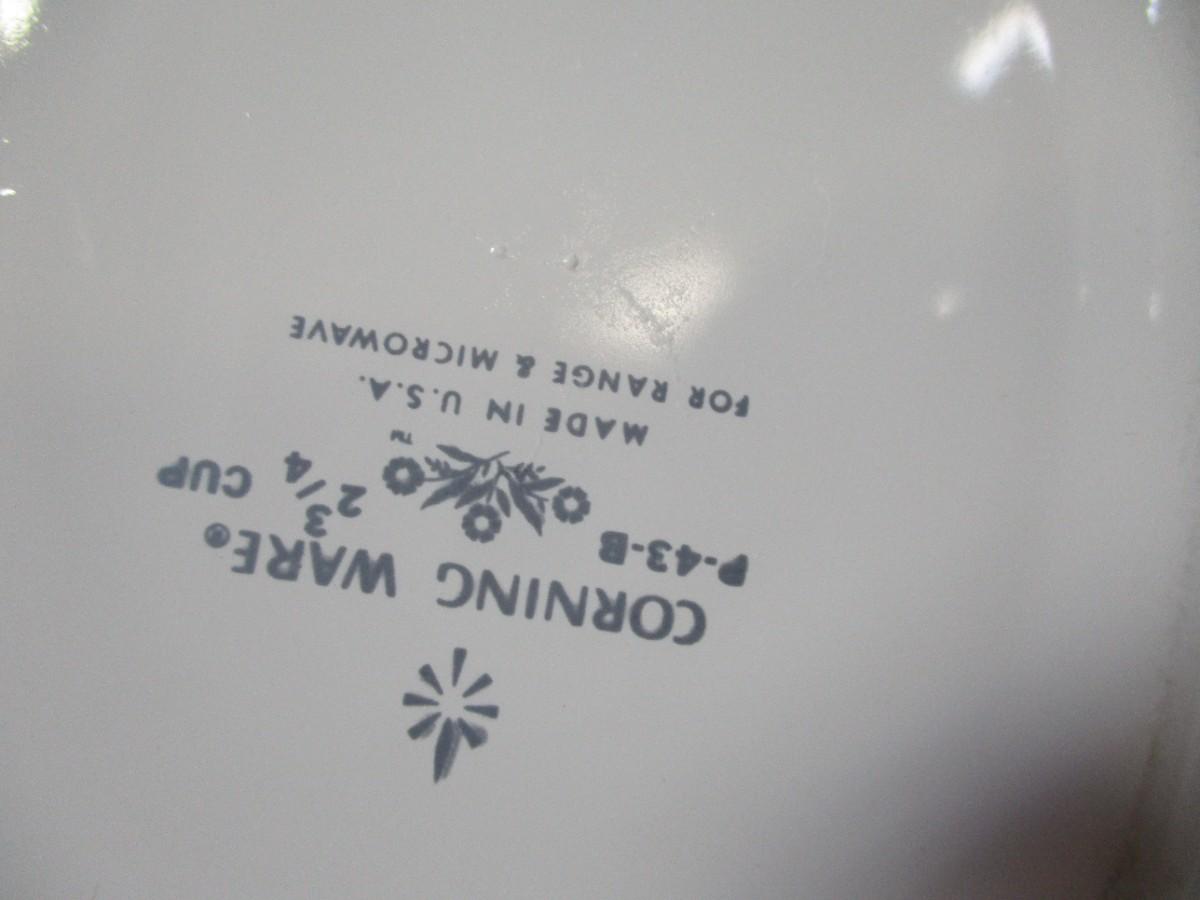 CORNING WARE®
P-43-B 2 3/4 CUP
™
MADE IN U.S.A.
FOR RANGE & MICROWAVE